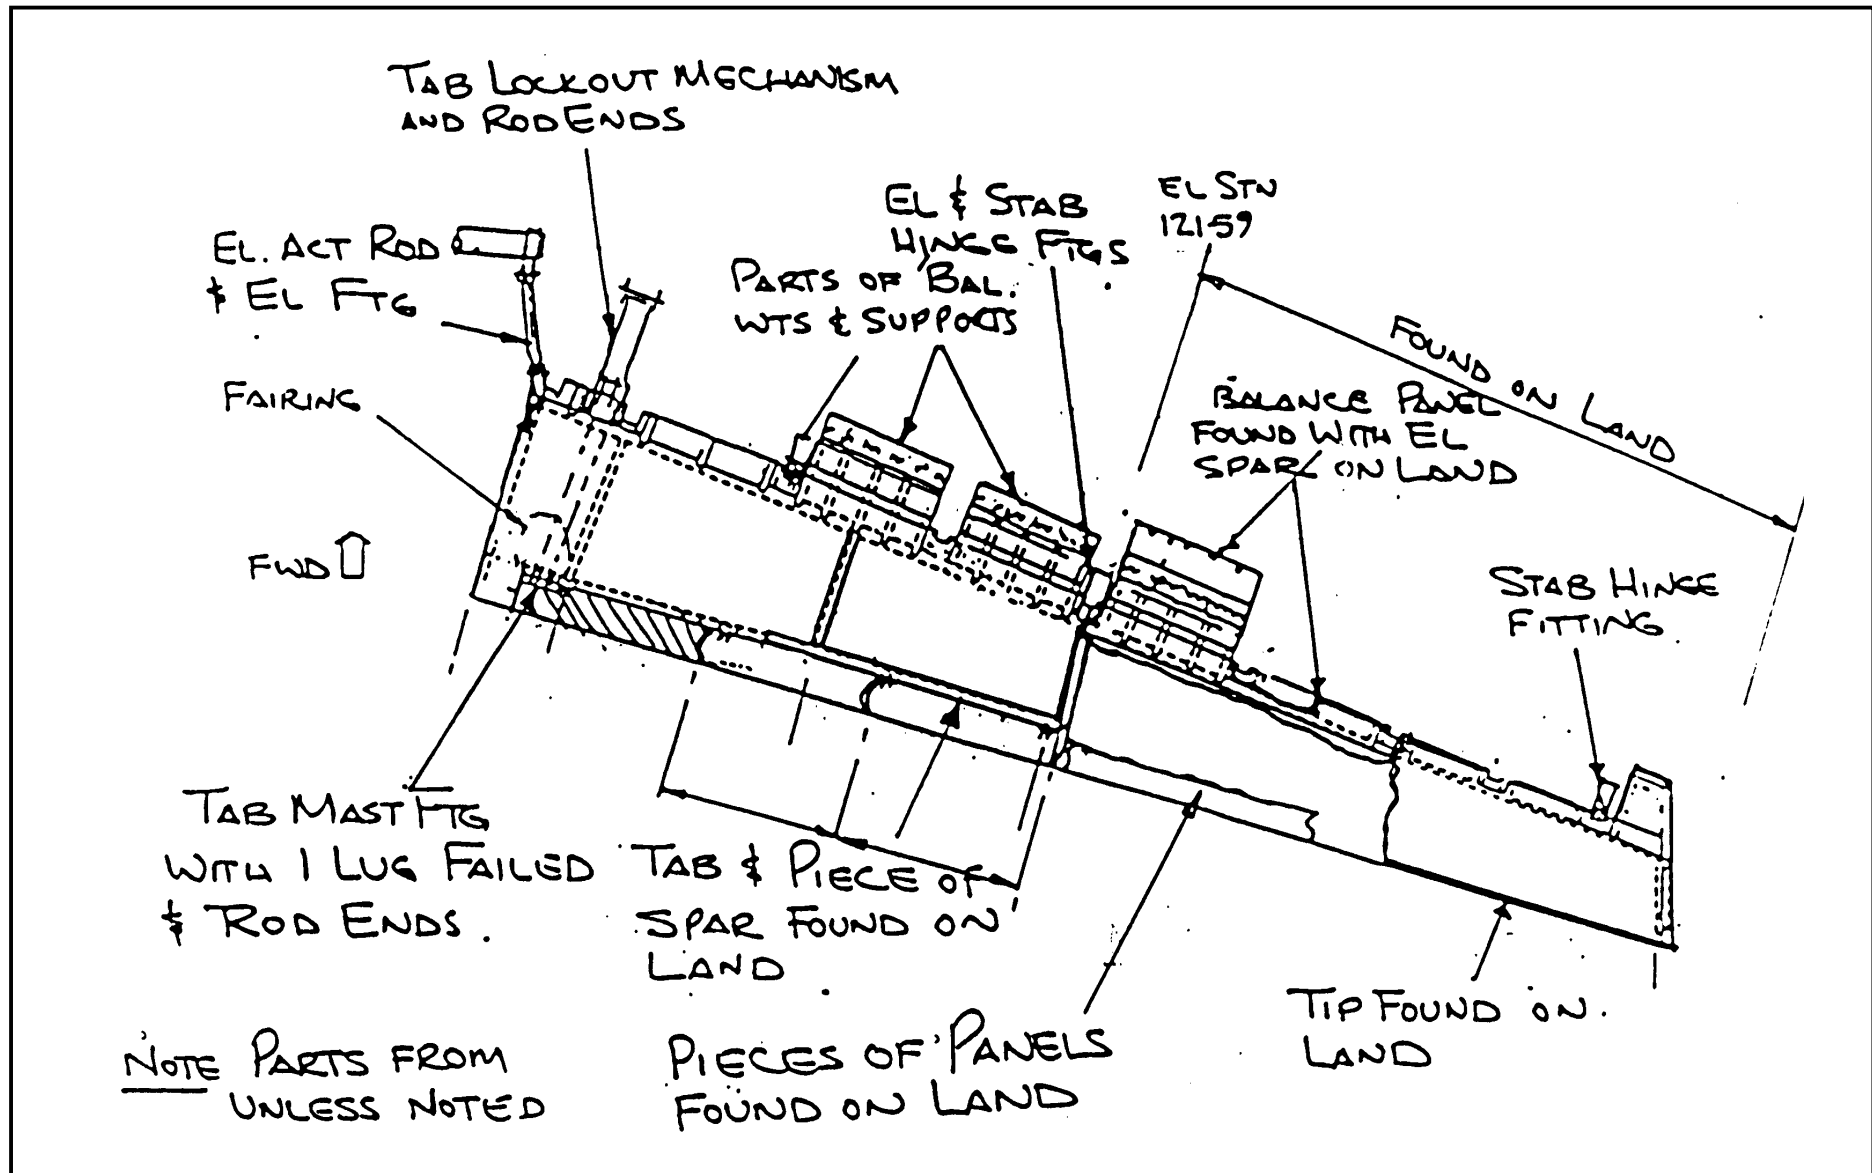 TAB LOCKOUT MECHANISM
AND ROD ENDS
EL & STAB
HINGE FTGS
EL STN
121.59
EL. ACT ROD
& EL FTG
PARTS OF BAL.
WTS & SUPPORTS
FOUND ON LAND
FAIRING
BALANCE PANEL
FOUND WITH EL
SPAR ON LAND
FWD
STAB HINGE
FITTING
TAB MAST FTG
WITH 1 LUG FAILED
& ROD ENDS.
TAB & PIECE OF
SPAR FOUND ON
LAND
TIP FOUND ON
LAND
PIECES OF PANELS
FOUND ON LAND
NOTE PARTS FROM
UNLESS NOTED